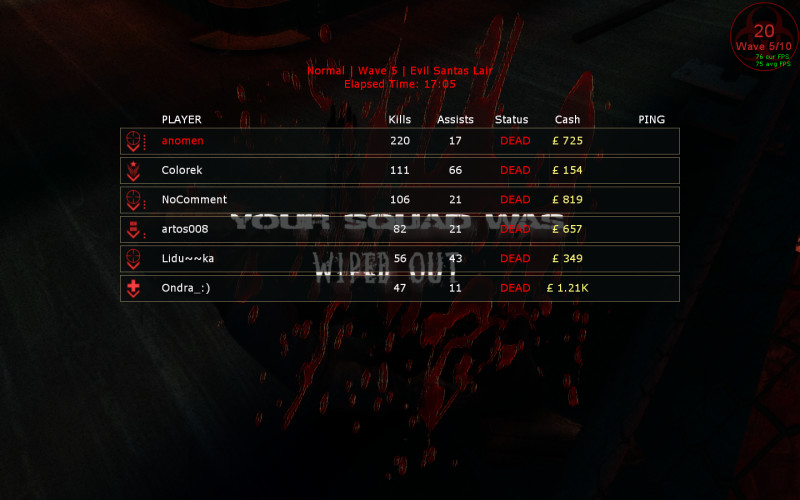 20
Wave 5/10
76 cur FPS
75 avg FPS
Normal | Wave 5 | Evil Santas Lair
Elapsed Time: 17:05
PLAYER Kills Assists Status Cash PING
anomen 220 17 DEAD £ 725
Colorek 111 66 DEAD £ 154
NoComment 106 21 DEAD £ 819
YOUR SQUAD WAS
artos008 82 21 DEAD £ 657
Lidu~~ka 56 43 DEAD £ 349
WIPED OUT
Ondra_:) 47 11 DEAD £ 1.21K